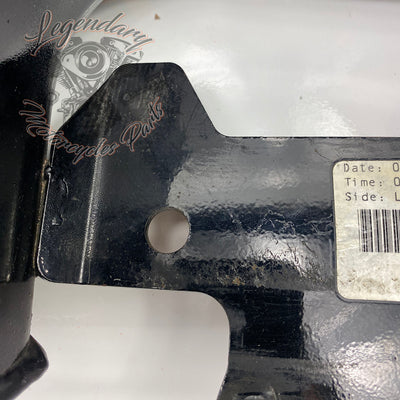 Legendary
Motorcycles Parts
Date: 0
Time: 0
Side: L